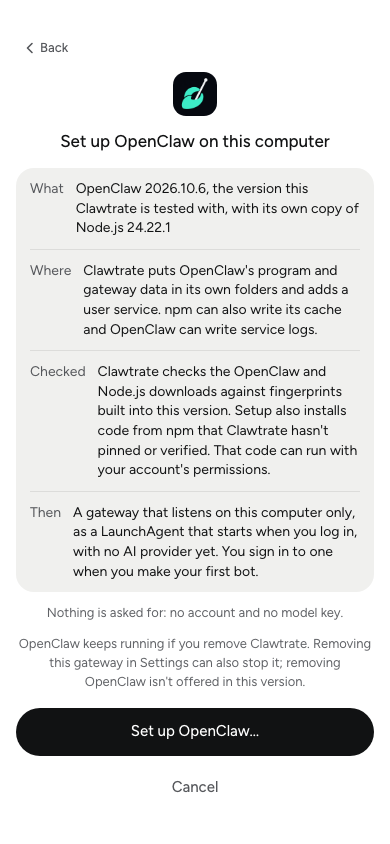 Back
Set up OpenClaw on this computer
What OpenClaw 2026.10.6, the version this
Clawtrate is tested with, with its own copy of
Node.js 24.22.1
Where Clawtrate puts OpenClaw's program and
gateway data in its own folders and adds a
user service. npm can also write its cache
and OpenClaw can write service logs.
Checked Clawtrate checks the OpenClaw and
Node.js downloads against fingerprints
built into this version. Setup also installs
code from npm that Clawtrate hasn't
pinned or verified. That code can run with
your account's permissions.
Then A gateway that listens on this computer only,
as a LaunchAgent that starts when you log in,
with no AI provider yet. You sign in to one
when you make your first bot.
Nothing is asked for: no account and no model key.
OpenClaw keeps running if you remove Clawtrate. Removing
this gateway in Settings can also stop it; removing
OpenClaw isn't offered in this version.
Set up OpenClaw...
Cancel